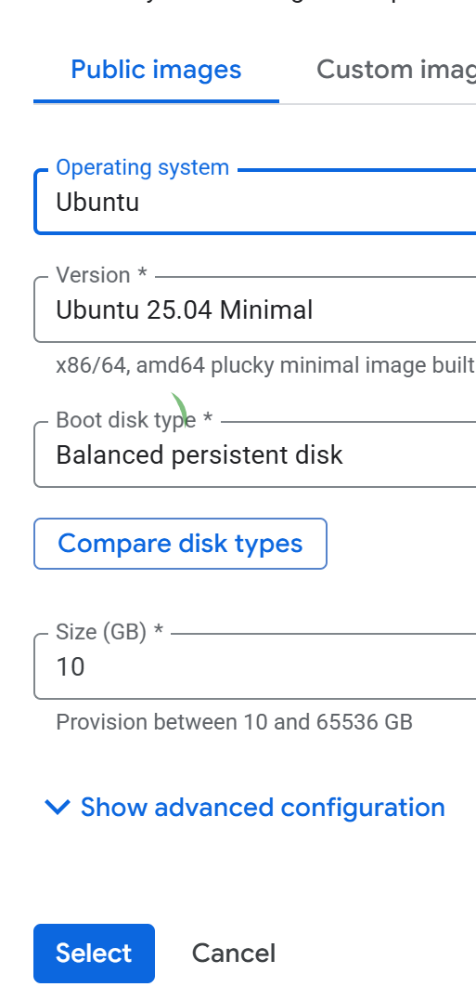 Public images
Custom imag
Operating system
Ubuntu
Version *
Ubuntu 25.04 Minimal
x86/64, amd64 plucky minimal image built
Boot disk type *
Balanced persistent disk
Compare disk types
Size (GB) *
10
Provision between 10 and 65536 GB
Show advanced configuration
Select
Cancel